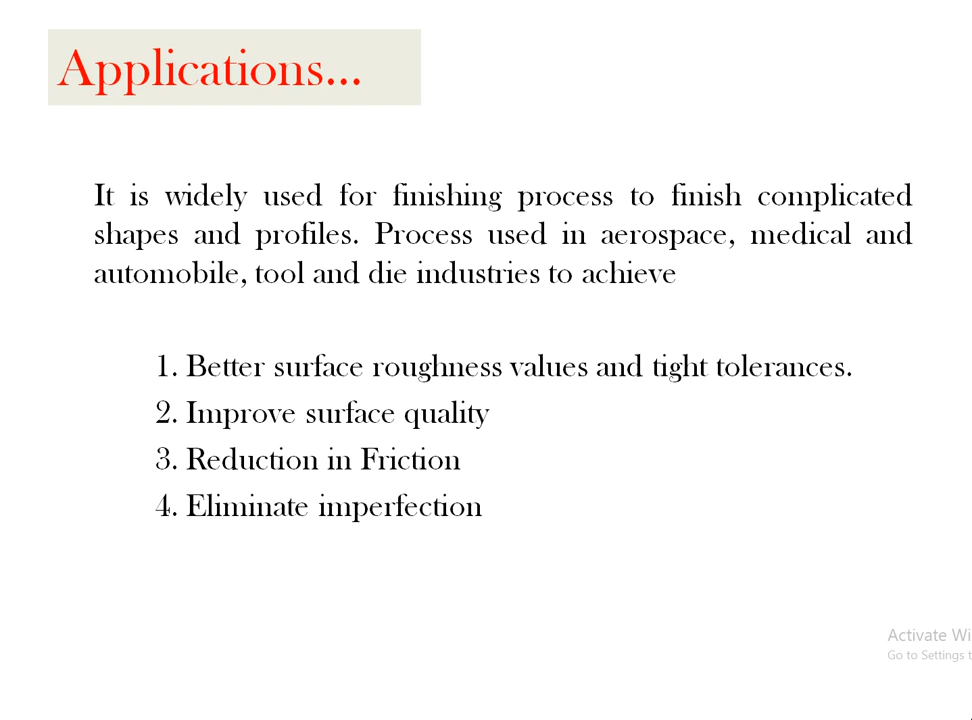 Applications...
It is widely used for finishing process to finish complicated
shapes and profiles. Process used in aerospace, medical and
automobile, tool and die industries to achieve
1. Better surface roughness values and tight tolerances.
2. Improve surface quality
3. Reduction in Friction
4. Eliminate imperfection
Activate Wi
Go to Settings t